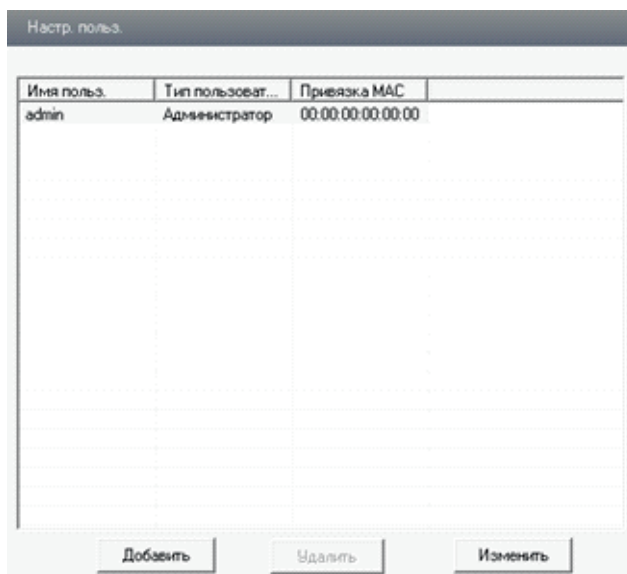 Настр. польз.
Имя польз. Тип пользоват... Привязка MAC
admin Администратор 00:00:00:00:00:00
Добавить Удалить Изменить